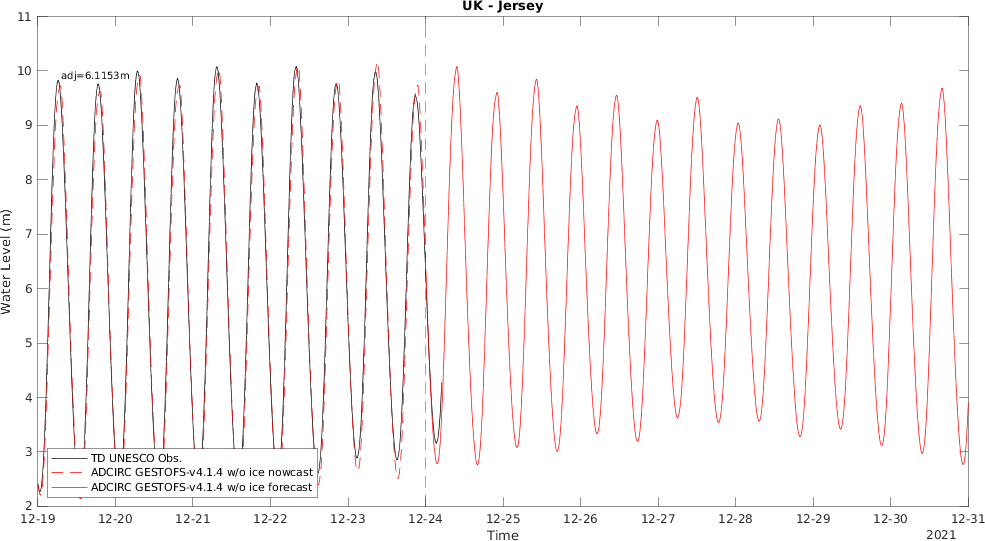 UK - Jersey
11
10
9
8
7
6
5
4
3
2
Water Level (m)
adj=6.1153m
TD UNESCO Obs.
ADCIRC GESTOFS-v4.1.4 w/o ice nowcast
ADCIRC GESTOFS-v4.1.4 w/o ice forecast
12-19 12-20 12-21 12-22 12-23 12-24 12-25 12-26 12-27 12-28 12-29 12-30 12-31
Time
2021